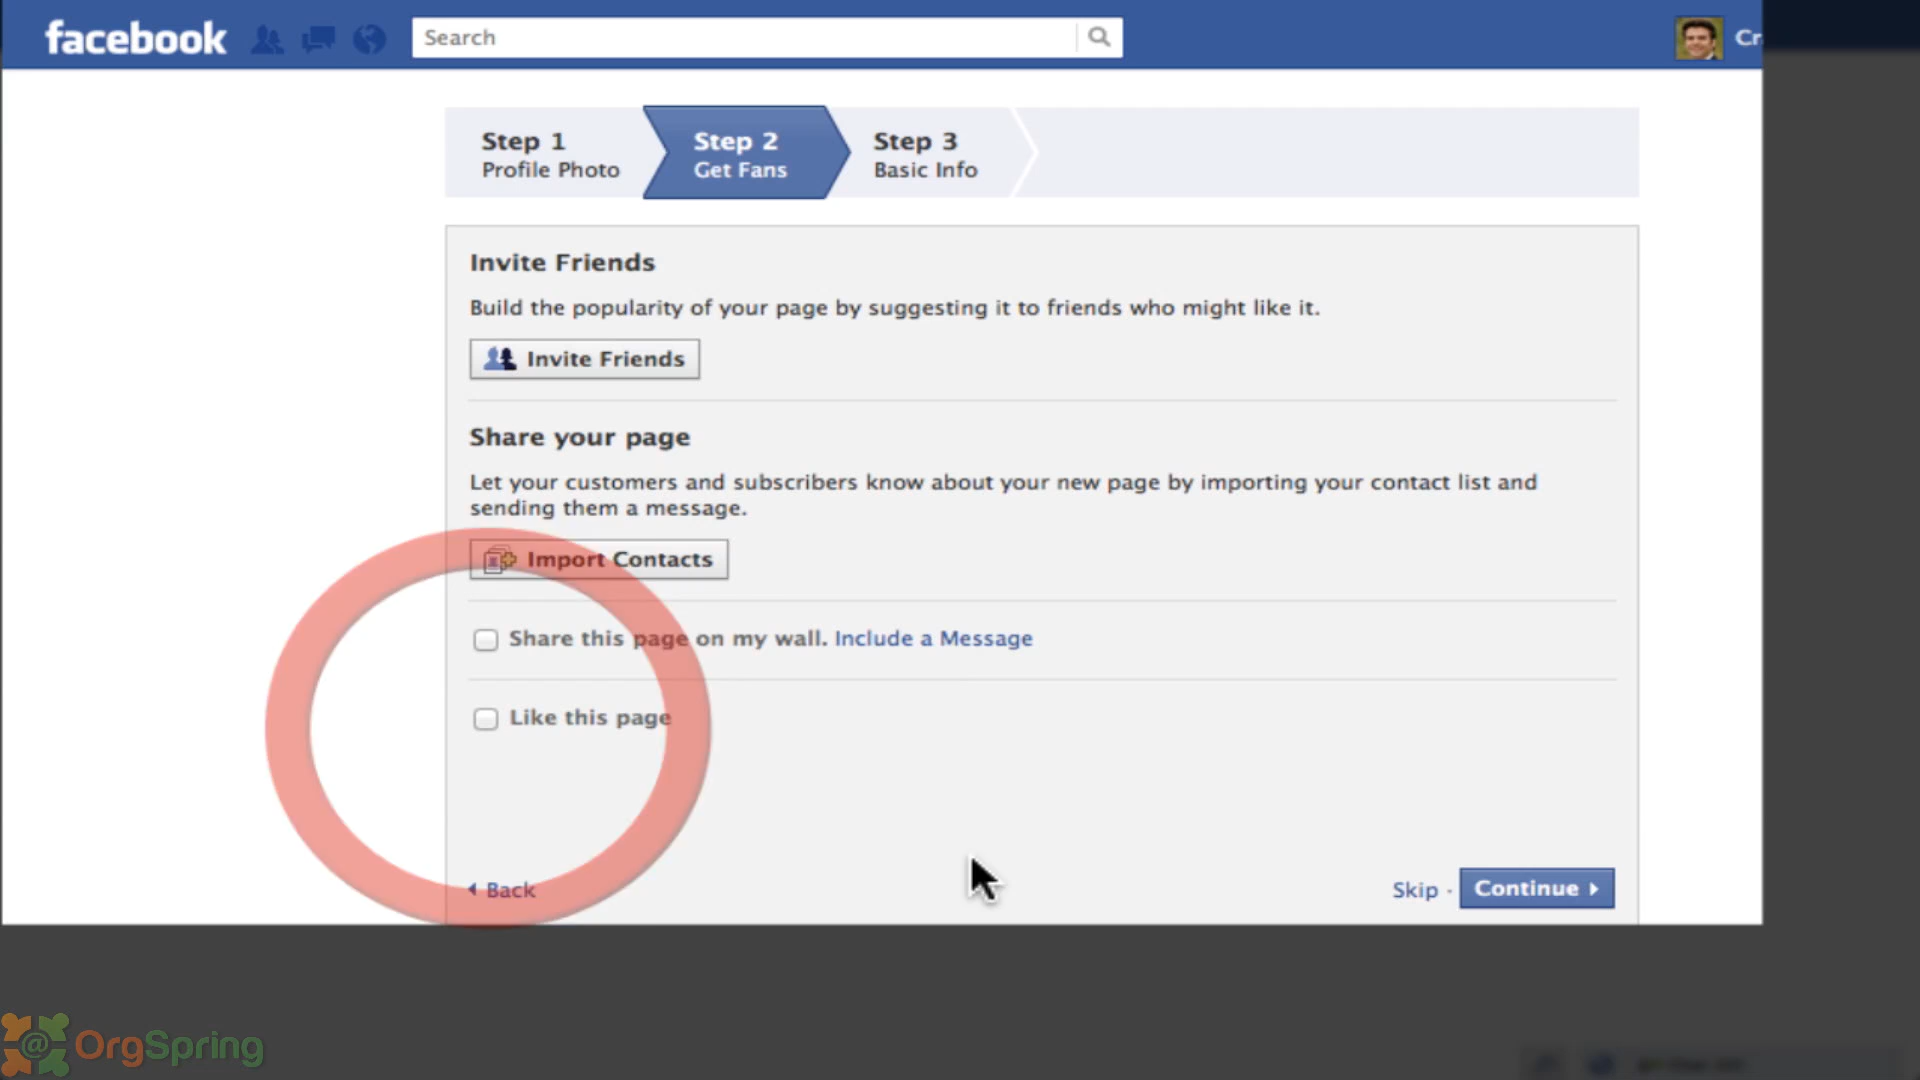 facebook
Search
Step 1
Profile Photo
Step 2
Get Fans
Step 3
Basic Info
Invite Friends
Build the popularity of your page by suggesting it to friends who might like it.
Invite Friends
Share your page
Let your customers and subscribers know about your new page by importing your contact list and
sending them a message.
Import Contacts
Share this page on my wall. Include a Message
Like this page
Back
Skip · Continue
@ OrgSpring